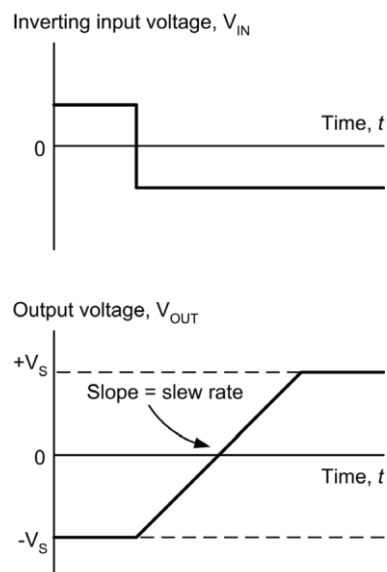 Inverting input voltage, V_IN
Time, t
0
Output voltage, V_OUT
+V_S
Slope = slew rate
0
Time, t
-V_S